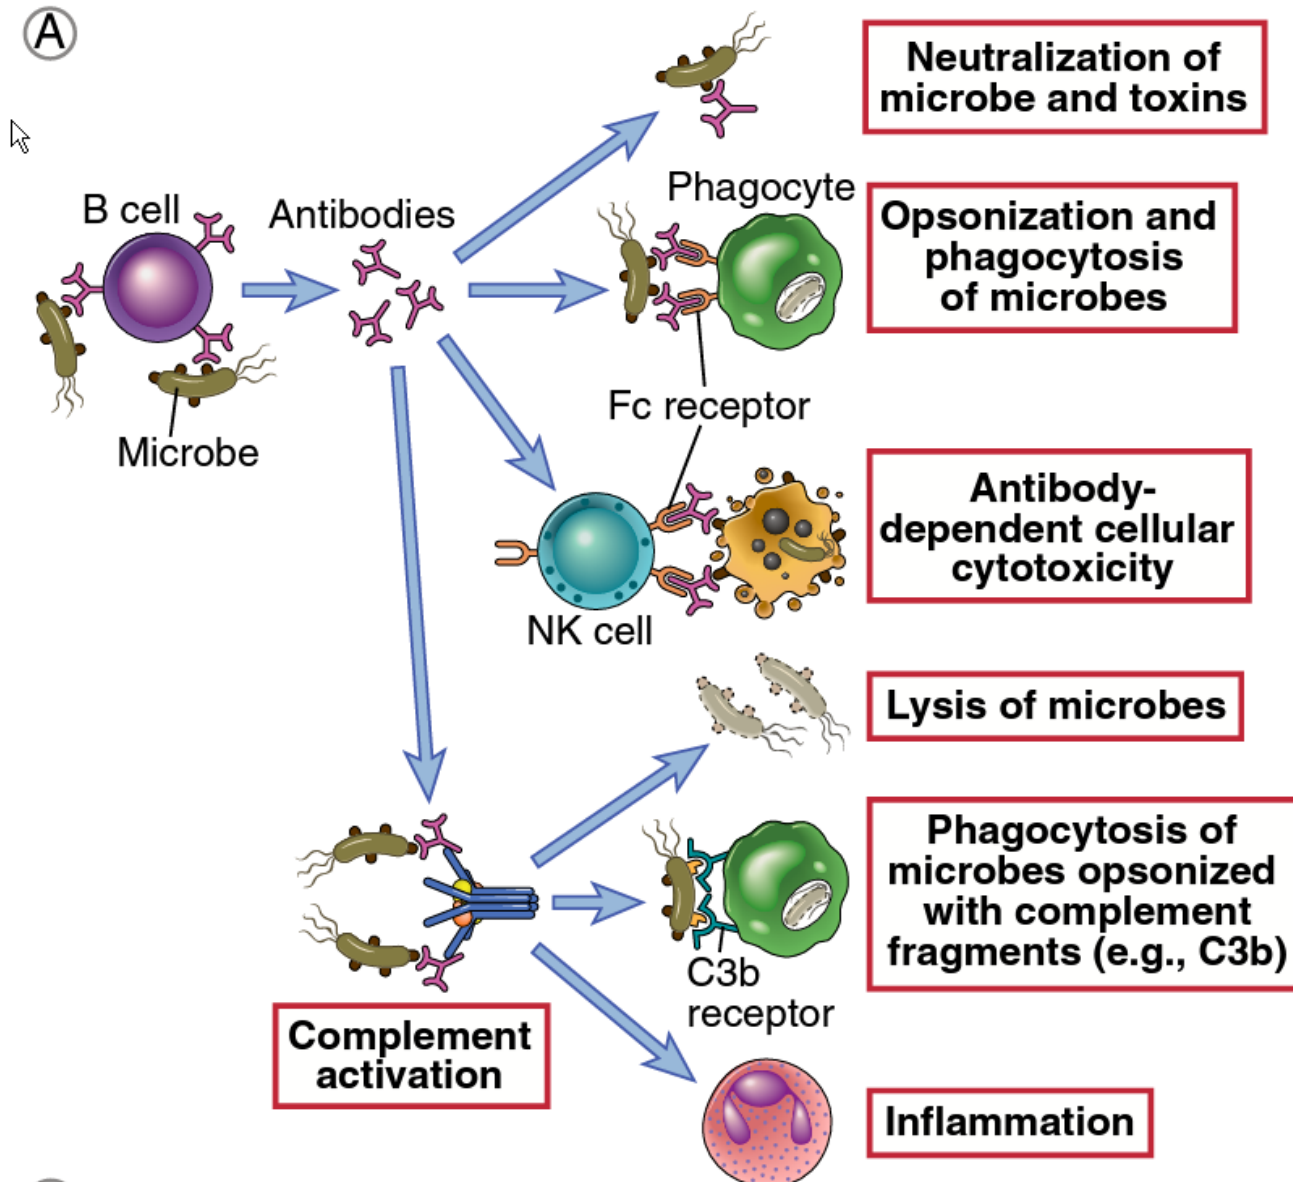 A
Neutralization of
microbe and toxins
B cell
Antibodies
Phagocyte
Opsonization and
phagocytosis
of microbes
Microbe
Fc receptor
Antibody-
dependent cellular
cytotoxicity
NK cell
Lysis of microbes
Phagocytosis of
microbes opsonized
with complement
fragments (e.g., C3b)
C3b
receptor
Complement
activation
Inflammation